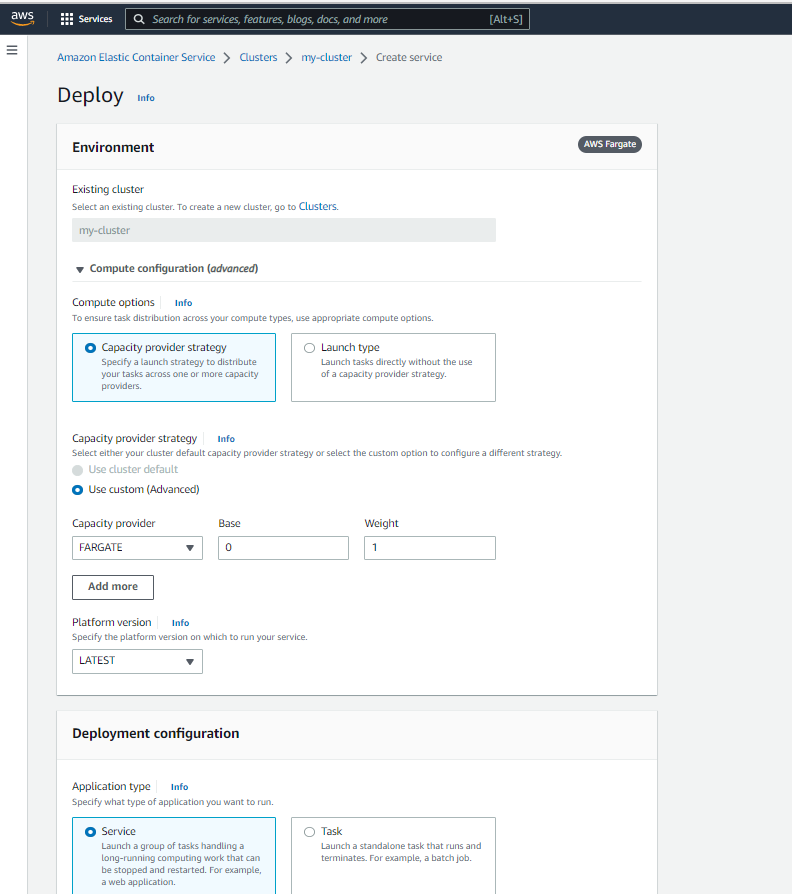 aws Services Search for services, features, blogs, docs, and more [Alt+S]
Amazon Elastic Container Service > Clusters > my-cluster > Create service
Deploy Info
Environment AWS Fargate
Existing cluster
Select an existing cluster. To create a new cluster, go to Clusters.
my-cluster
Compute configuration (advanced)
Compute options Info
To ensure task distribution across your compute types, use appropriate compute options.
Capacity provider strategy
Specify a launch strategy to distribute
your tasks across one or more capacity
providers.
Launch type
Launch tasks directly without the use
of a capacity provider strategy.
Capacity provider strategy Info
Select either your cluster default capacity provider strategy or select the custom option to configure a different strategy.
Use cluster default
Use custom (Advanced)
Capacity provider Base Weight
FARGATE 0 1
Add more
Platform version Info
Specify the platform version on which to run your service.
LATEST
Deployment configuration
Application type Info
Specify what type of application you want to run.
Service
Launch a group of tasks handling a
long-running computing work that can
be stopped and restarted. For example,
a web application.
Task
Launch a standalone task that runs and
terminates. For example, a batch job.